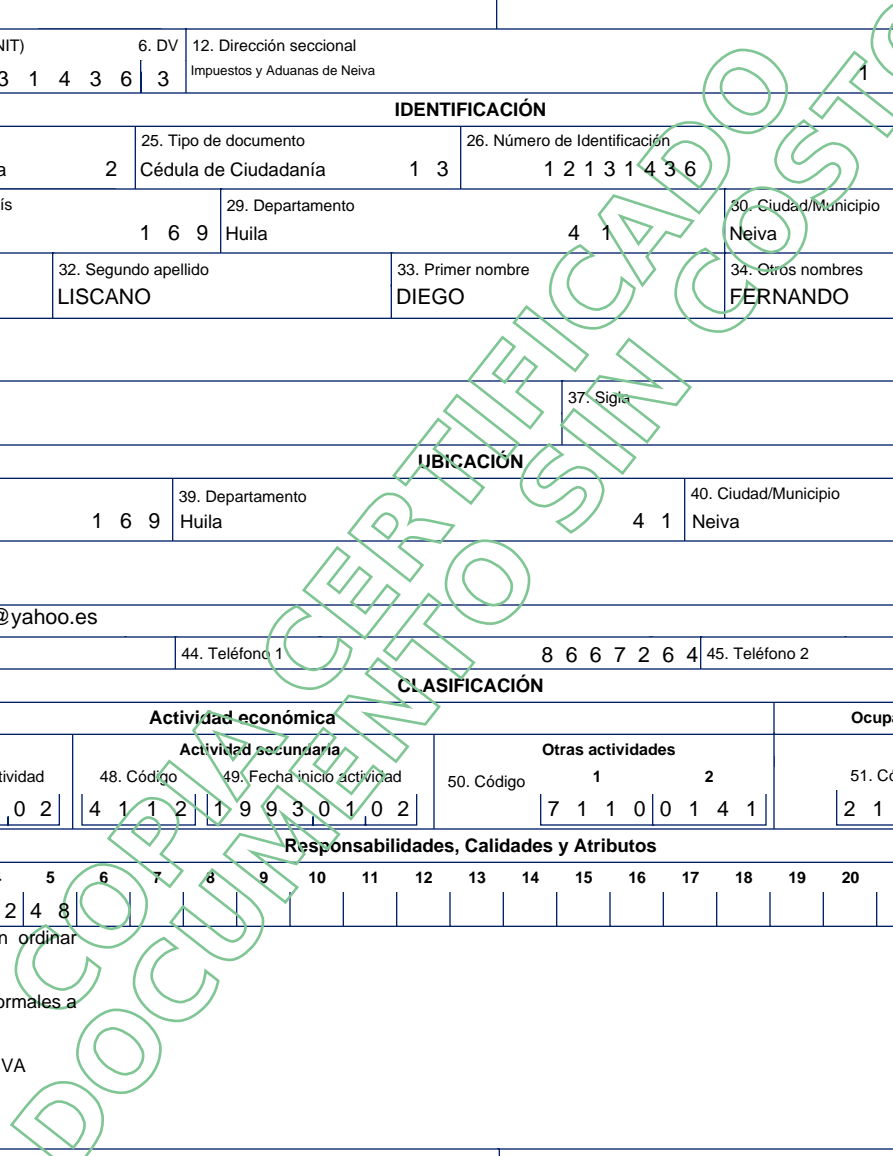 NIT) 6. DV 12. Dirección seccional
3 1 4 3 6 3 Impuestos y Aduanas de Neiva 1
IDENTIFICACIÓN
25. Tipo de documento 26. Número de Identificación
a 2 Cédula de Ciudadanía 1 3 1 2 1 3 1 4 3 6
ís 29. Departamento 30. Ciudad/Municipio
1 6 9 Huila 4 1 Neiva
32. Segundo apellido 33. Primer nombre 34. Otros nombres
LISCANO DIEGO FERNANDO
37. Sigla
UBICACIÓN
39. Departamento 40. Ciudad/Municipio
1 6 9 Huila 4 1 Neiva
@yahoo.es
44. Teléfono 1 8 6 6 7 2 6 4 45. Teléfono 2
CLASIFICACIÓN
Actividad económica Ocupa
Actividad secundaria Otras actividades
tividad 48. Código 49. Fecha inicio actividad 50. Código 1 2 51. Có
0 2 4 1 1 2 1 9 9 3 0 1 0 2 7 1 1 0 0 1 4 1 2 1
Responsabilidades, Calidades y Atributos
5 6 7 8 9 10 11 12 13 14 15 16 17 18 19 20
2 4 8
n ordinar
ormales a
VA
COPIA CERTIFICADO
DOCUMENTO SIN COSTO